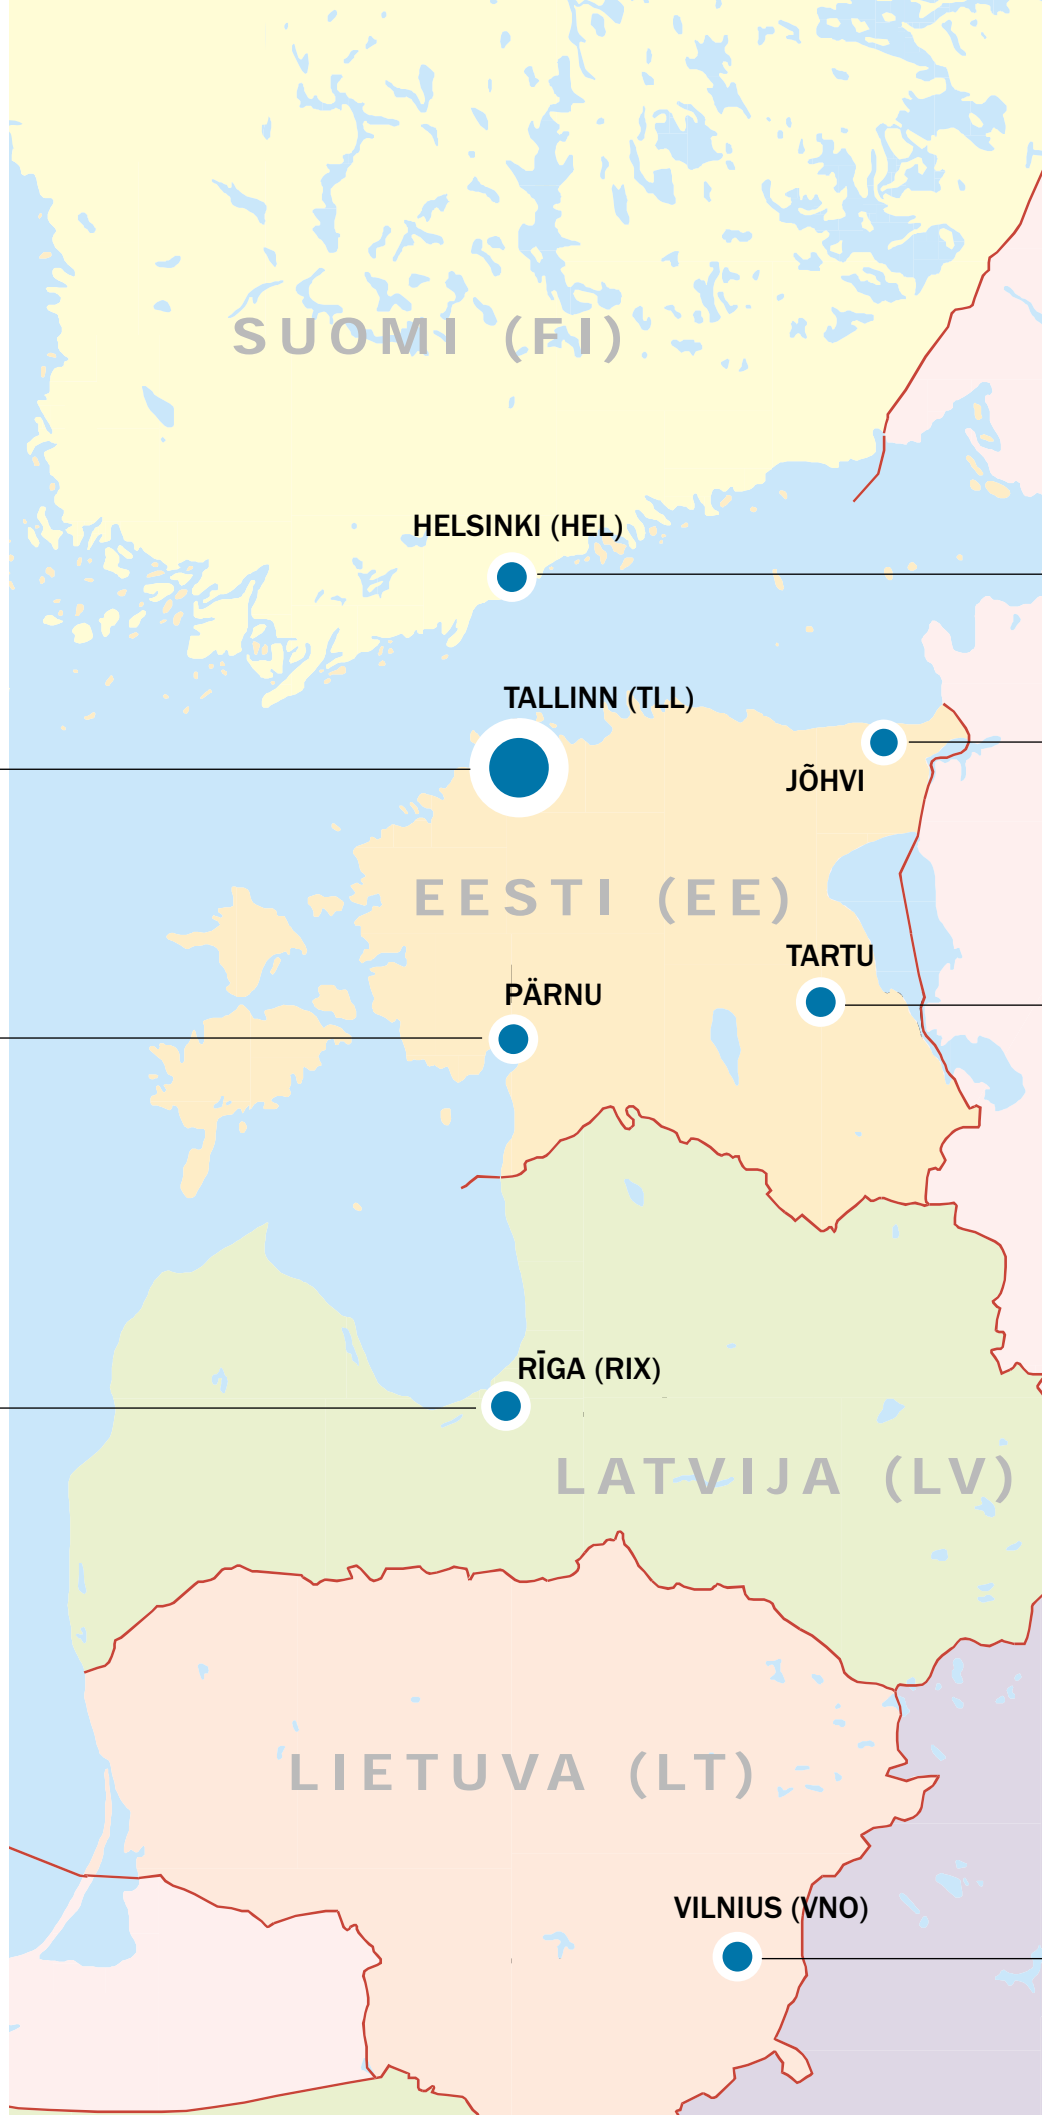 SUOMI (FI)
HELSINKI (HEL)
TALLINN (TLL)
JÕHVI
EESTI (EE)
TARTU
PÄRNU
RĪGA (RIX)
LATVIJA (LV)
LIETUVA (LT)
VILNIUS (VNO)